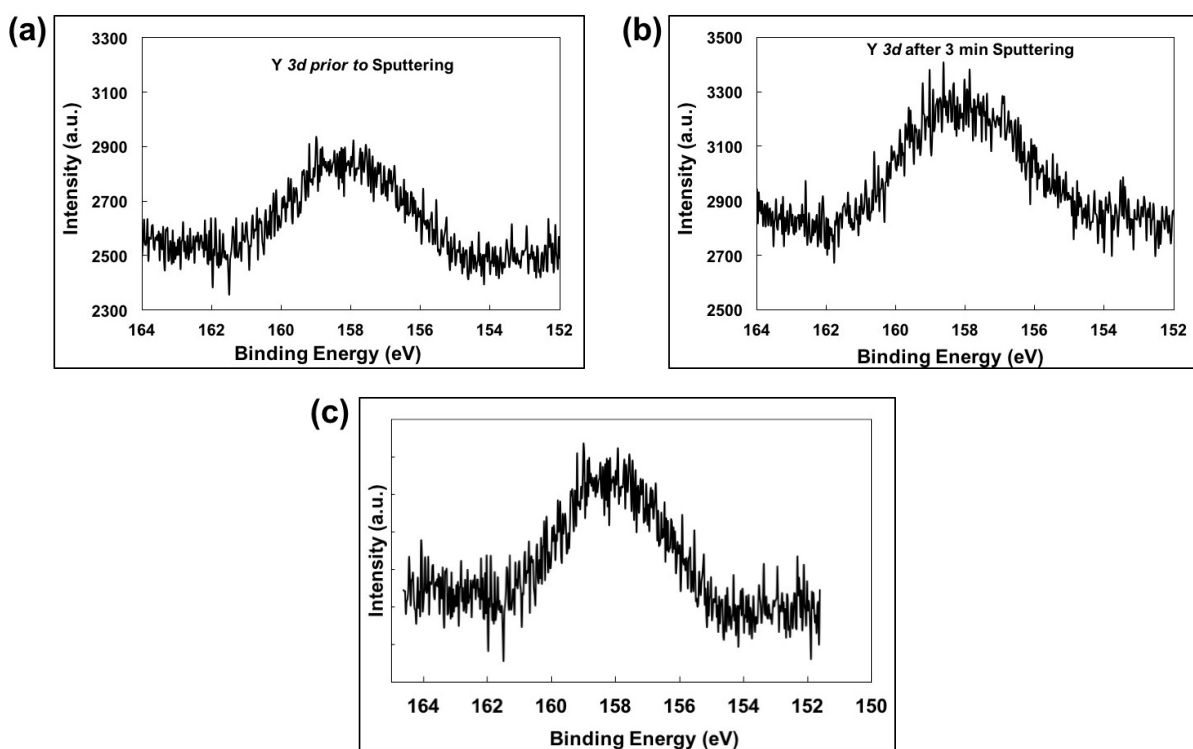 (a)
Y 3d prior to Sputtering
Intensity (a.u.)
3300
3100
2900
2700
2500
2300
164 162 160 158 156 154 152
Binding Energy (eV)
(b)
Y 3d after 3 min Sputtering
Intensity (a.u.)
3500
3300
3100
2900
2700
2500
164 162 160 158 156 154 152
Binding Energy (eV)
(c)
Intensity (a.u.)
164 162 160 158 156 154 152 150
Binding Energy (eV)